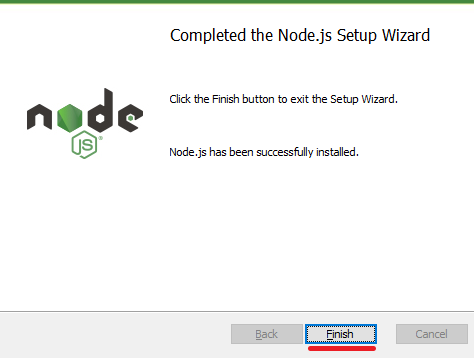 Completed the Node.js Setup Wizard
node
JS®
Click the Finish button to exit the Setup Wizard.
Node.js has been successfully installed.
Back Finish Cancel